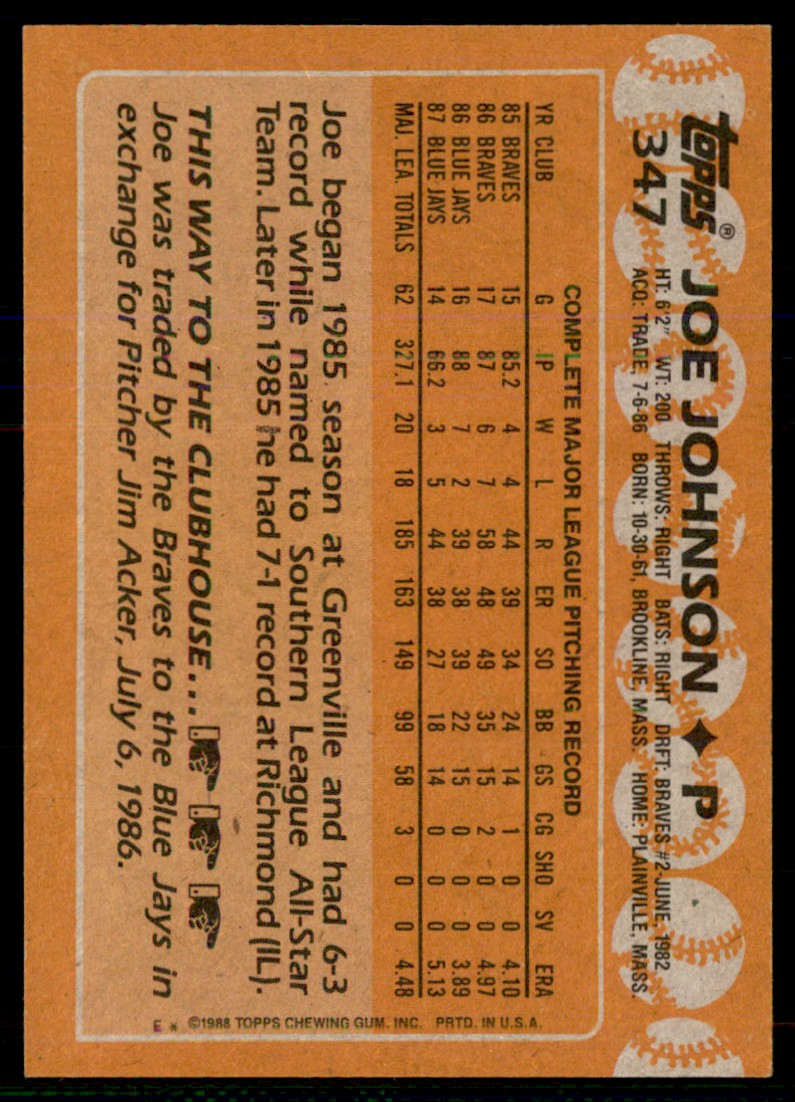 topps®
347
JOE JOHNSON ✦ P
HT: 6'2" WT: 200 THROWS: RIGHT BATS: RIGHT DRFT: BRAVES #2-JUNE, 1982
ACQ: TRADE, 7-6-86 BORN: 10-30-61, BROOKLINE, MASS. HOME: PLAINVILLE, MASS.
COMPLETE MAJOR LEAGUE PITCHING RECORD
YR CLUB G IP W L R ER SO BB GS CG SHO SV ERA
85 BRAVES 15 85.2 4 4 44 39 34 24 14 1 0 0 4.10
86 BRAVES 17 87 6 7 58 48 49 35 15 2 0 0 4.97
86 BLUE JAYS 16 88 7 2 39 38 39 22 15 0 0 0 3.89
87 BLUE JAYS 14 66.2 3 5 44 38 27 18 14 0 0 0 5.13
MAJ. LEA. TOTALS 62 327.1 20 18 185 163 149 99 58 3 0 0 4.48
Joe began 1985 season at Greenville and had 6-3
record while named to Southern League All-Star
Team. Later in 1985 he had 7-1 record at Richmond (IL).
THIS WAY TO THE CLUBHOUSE...
Joe was traded by the Braves to the Blue Jays in
exchange for Pitcher Jim Acker, July 6, 1986.
E * ©1988 TOPPS CHEWING GUM, INC. PRTD. IN U.S.A.